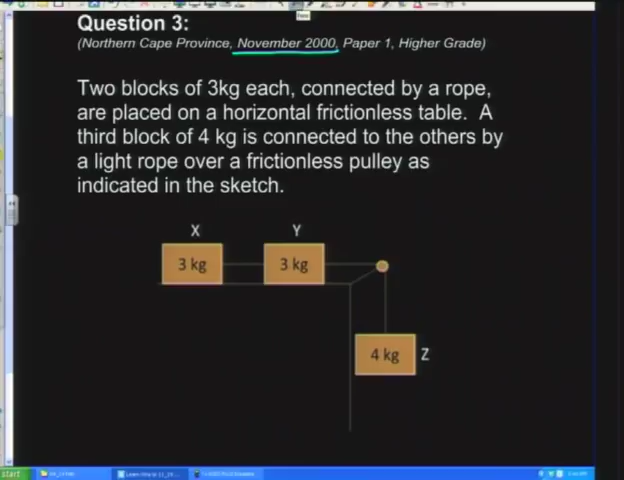 Question 3:
(Northern Cape Province, November 2000, Paper 1, Higher Grade)
Two blocks of 3kg each, connected by a rope,
are placed on a horizontal frictionless table. A
third block of 4 kg is connected to the others by
a light rope over a frictionless pulley as
indicated in the sketch.
X Y
3 kg 3 kg
4 kg Z
start